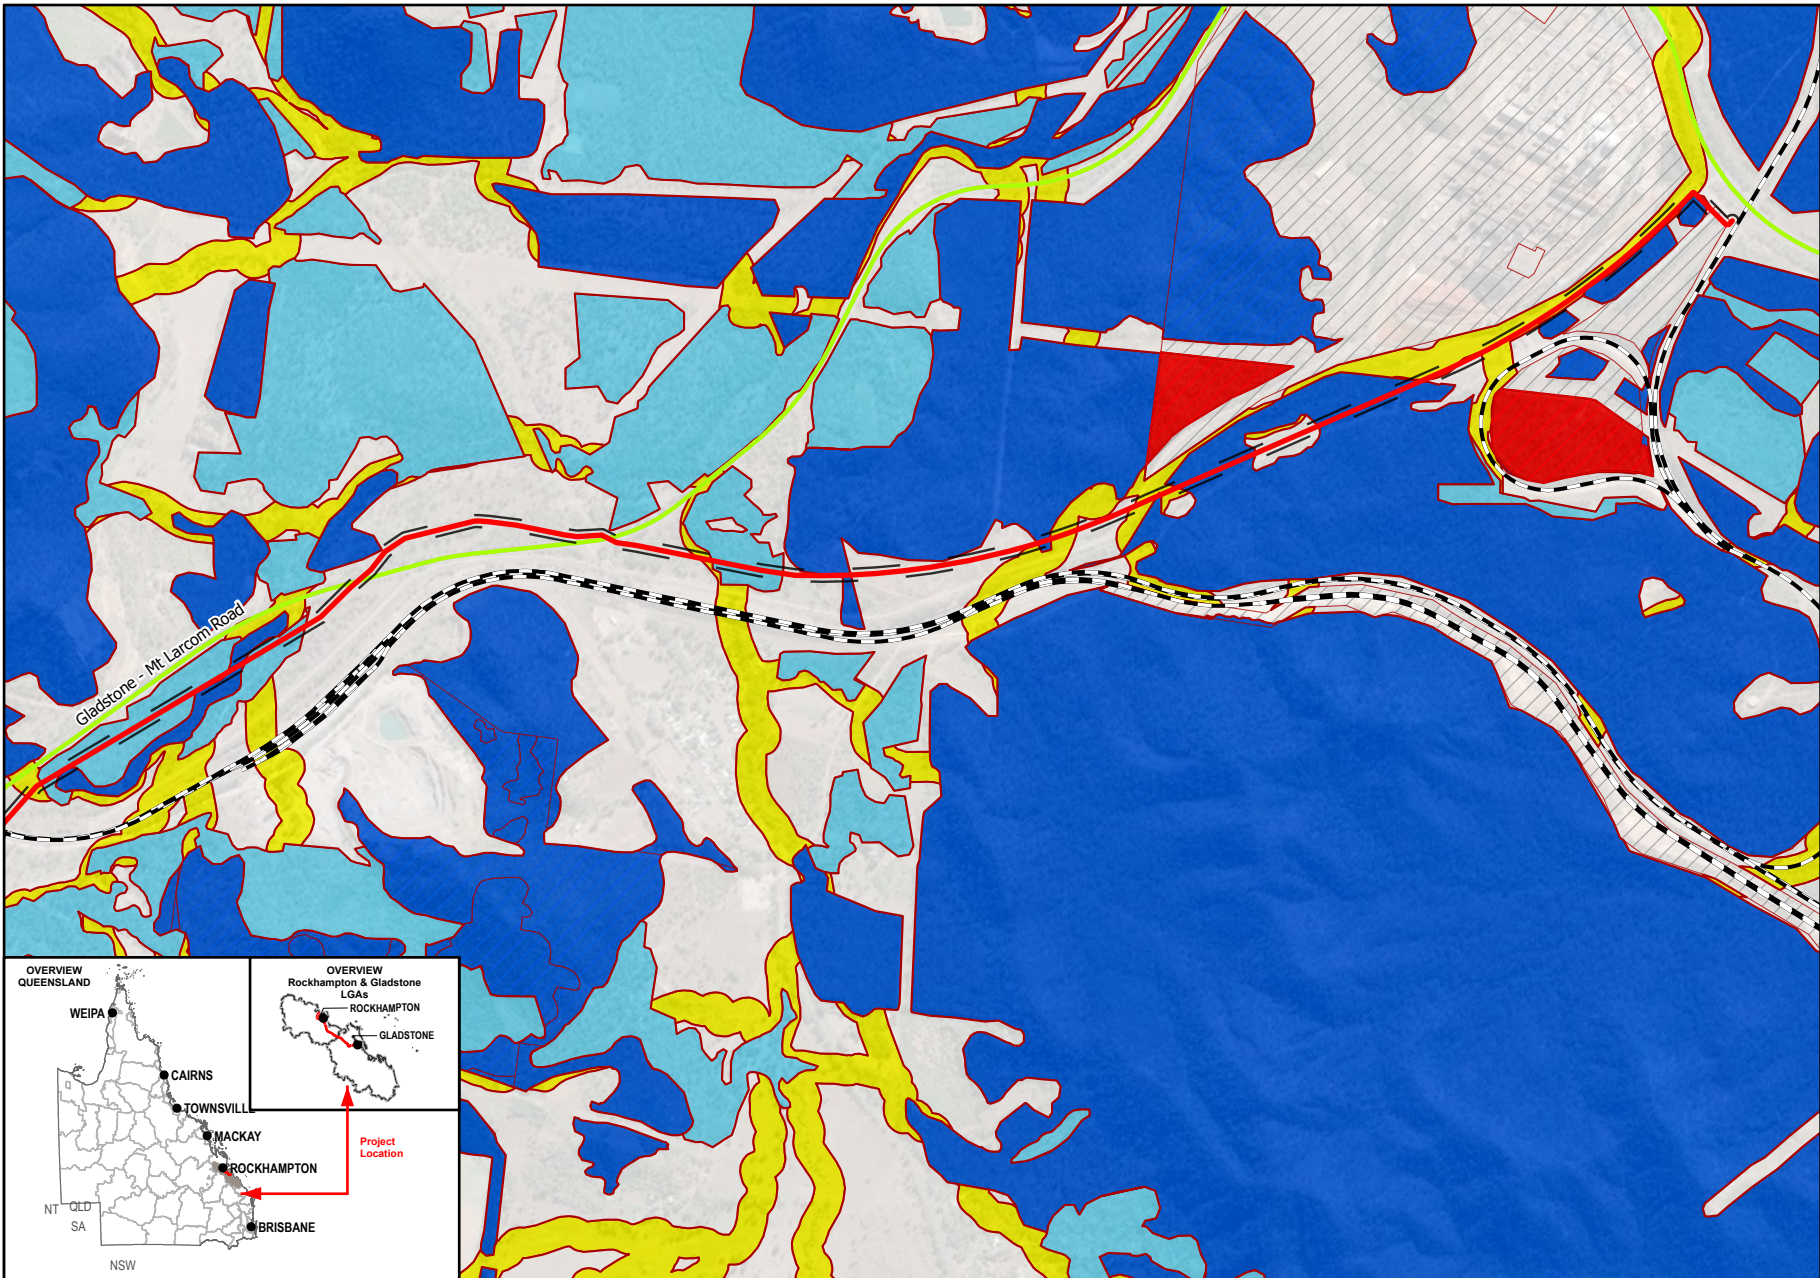 Gladstone - Mt Larcom Road
OVERVIEW
QUEENSLAND
WEIPA
CAIRNS
TOWNSVILLE
MACKAY
ROCKHAMPTON
BRISBANE
NT
QLD
SA
NSW
OVERVIEW
Rockhampton & Gladstone
LGAs
ROCKHAMPTON
GLADSTONE
Project
Location